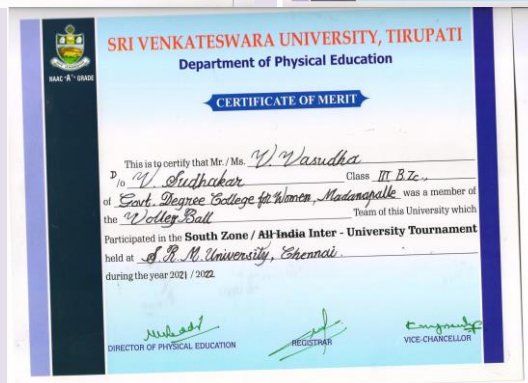 SRI VENKATESWARA UNIVERSITY, TIRUPATI
Department of Physical Education
NAAC "A+" GRADE
CERTIFICATE OF MERIT
This is to certify that Mr. / Ms. V. Vasudha
D/o V. Sudhakar Class III B.Zc.,
of Govt. Degree College for Women, Madanapalle was a member of
the Volley Ball Team of this University which
Participated in the South Zone / All-India Inter - University Tournament
held at S. R. M. University, Chennai.
during the year 2021 / 2022
DIRECTOR OF PHYSICAL EDUCATION
REGISTRAR
VICE-CHANCELLOR